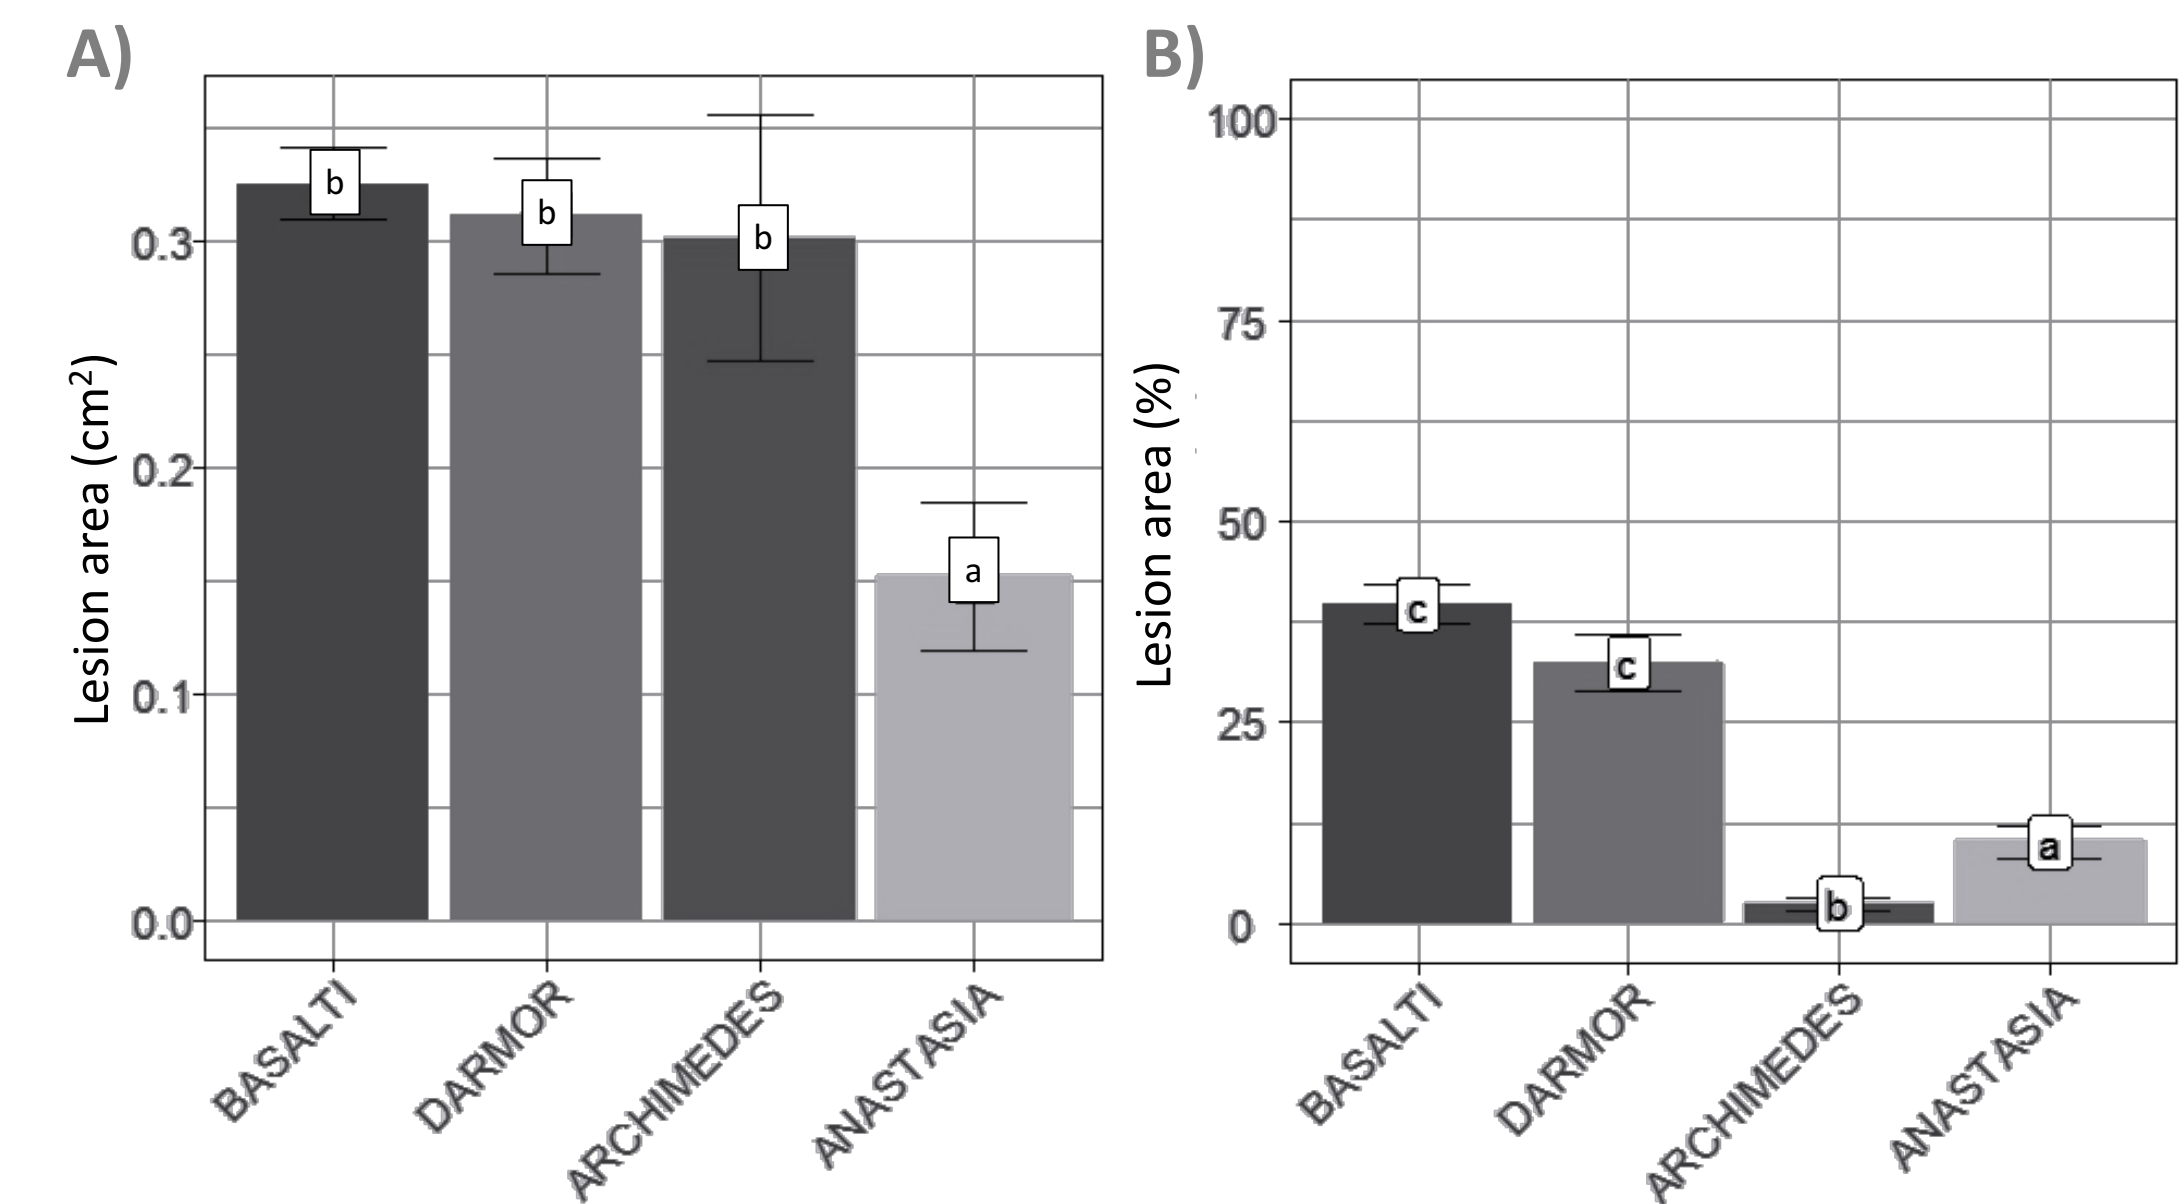 A)
Lesion area (cm²)
0.3
0.2
0.1
0.0
b
b
b
a
BASALTI
DARMOR
ARCHIMEDES
ANASTASIA
B)
Lesion area (%)
100
75
50
25
0
c
c
b
a
BASALTI
DARMOR
ARCHIMEDES
ANASTASIA